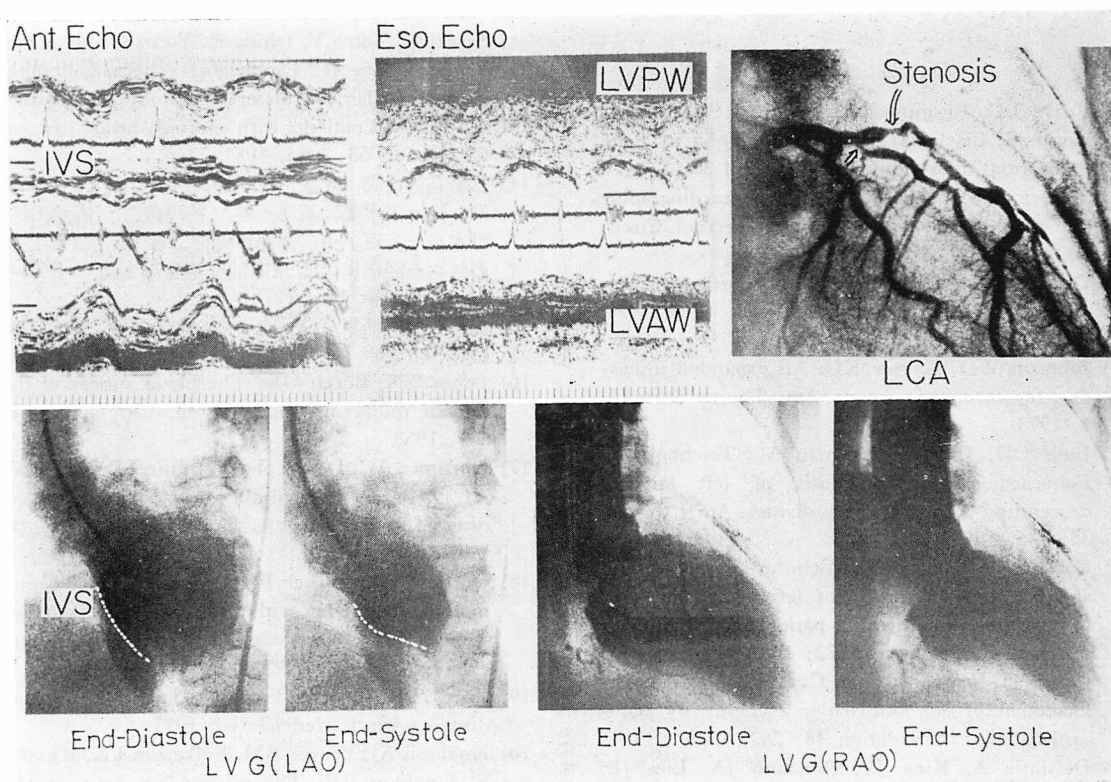 Ant. Echo
IVS
Eso. Echo
LVPW
LVAW
Stenosis
LCA
IVS
End-Diastole
End-Systole
LVG(LAO)
End-Diastole
End-Systole
LVG(RAO)